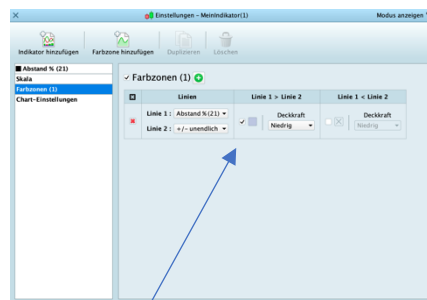 Einstellungen - MeinIndikator(1)
Modus anzeigen
Indikator hinzufügen
Farbzone hinzufügen
Duplizieren
Löschen
Abstand % (21)
Skala
Farbzonen (1)
Chart-Einstellungen
Farbzonen (1)
Linien
Linie 1 > Linie 2
Linie 1 < Linie 2
Linie 1 : Abstand %(21)
Linie 2 : +/- unendlich
Deckkraft
Niedrig
Deckkraft
Niedrig